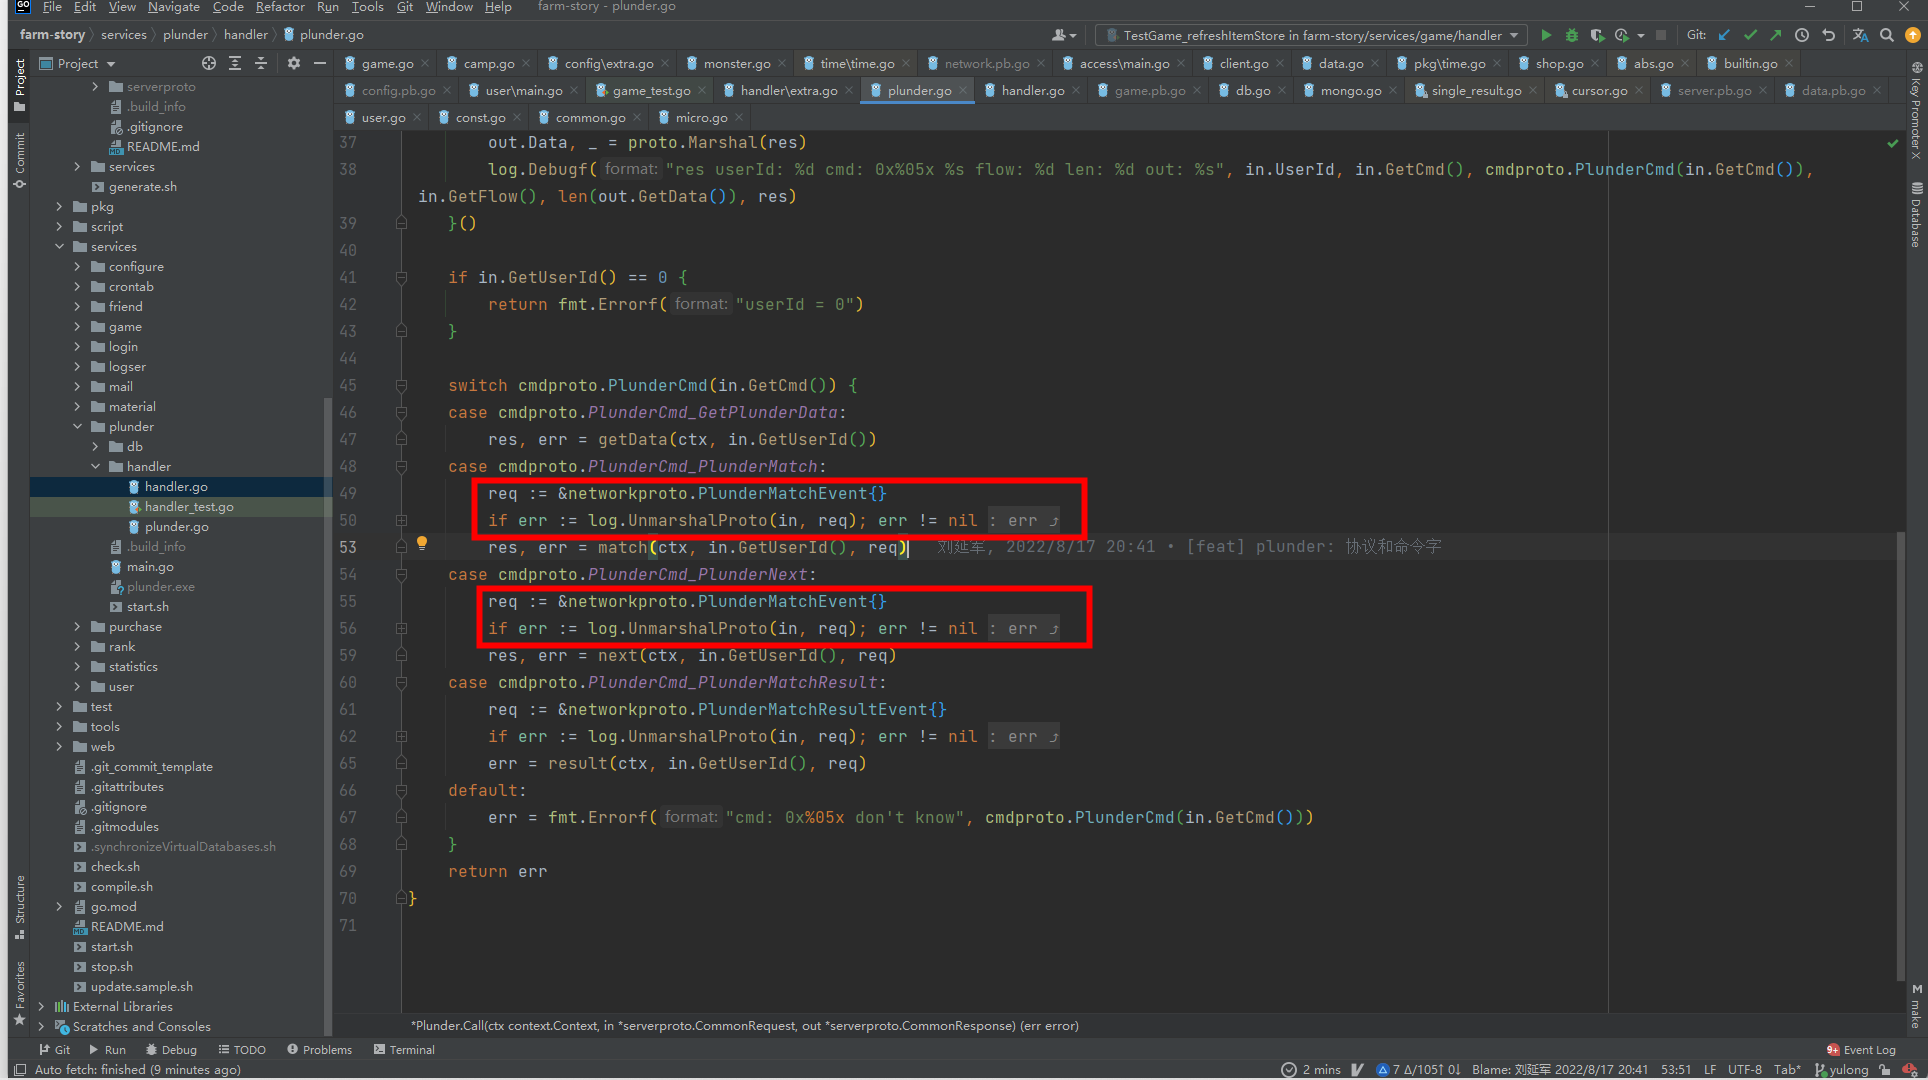 File Edit View Navigate Code Refactor Run Tools Git Window Help farm-story - plunder.go
farm-story services plunder handler plunder.go
TestGame_refreshItemStore in farm-story/services/game/handler
Git:
Project
game.go camp.go config\extra.go monster.go time\time.go network.pb.go access\main.go client.go data.go pkg\time.go shop.go abs.go builtin.go
config.pb.go user\main.go game_test.go handler\extra.go plunder.go handler.go game.pb.go db.go mongo.go single_result.go cursor.go server.pb.go data.pb.go
user.go const.go common.go micro.go
Project
Commit
Structure
Favorites
serverproto
.build_info
.gitignore
README.md
services
generate.sh
pkg
script
services
configure
crontab
friend
game
login
logser
mail
material
plunder
db
handler
handler.go
handler_test.go
plunder.go
.build_info
main.go
plunder.exe
start.sh
purchase
rank
statistics
user
test
tools
web
.git_commit_template
.gitattributes
.gitignore
.gitmodules
.synchronizeVirtualDatabases.sh
check.sh
compile.sh
go.mod
README.md
start.sh
stop.sh
update.sample.sh
External Libraries
Scratches and Consoles
37 out.Data, _ = proto.Marshal(res)
38 log.Debugf( format: "res userId: %d cmd: 0x%05x %s flow: %d len: %d out: %s", in.UserId, in.GetCmd(), cmdproto.PlunderCmd(in.GetCmd()),
in.GetFlow(), len(out.GetData()), res)
39 }()
40
41 if in.GetUserId() == 0 {
42 return fmt.Errorf( format: "userId = 0")
43 }
44
45 switch cmdproto.PlunderCmd(in.GetCmd()) {
46 case cmdproto.PlunderCmd_GetPlunderData:
47 res, err = getData(ctx, in.GetUserId())
48 case cmdproto.PlunderCmd_PlunderMatch:
49 req := &networkproto.PlunderMatchEvent{}
50 if err := log.UnmarshalProto(in, req); err != nil : err
53 res, err = match(ctx, in.GetUserId(), req) 刘延军, 2022/8/17 20:41 • [feat] plunder: 协议和命令字
54 case cmdproto.PlunderCmd_PlunderNext:
55 req := &networkproto.PlunderMatchEvent{}
56 if err := log.UnmarshalProto(in, req); err != nil : err
59 res, err = next(ctx, in.GetUserId(), req)
60 case cmdproto.PlunderCmd_PlunderMatchResult:
61 req := &networkproto.PlunderMatchResultEvent{}
62 if err := log.UnmarshalProto(in, req); err != nil : err
65 err = result(ctx, in.GetUserId(), req)
66 default:
67 err = fmt.Errorf( format: "cmd: 0x%05x don't know", cmdproto.PlunderCmd(in.GetCmd()))
68 }
69 return err
70 }
71
Key Promoter X
Database
make
*Plunder.Call(ctx context.Context, in *serverproto.CommonRequest, out *serverproto.CommonResponse) (err error)
Git Run Debug TODO Problems Terminal 9+ Event Log
Auto fetch: finished (9 minutes ago) 2 mins 7 Δ/105↑ 0↓ Blame: 刘延军 2022/8/17 20:41 53:51 LF UTF-8 Tab* yulong